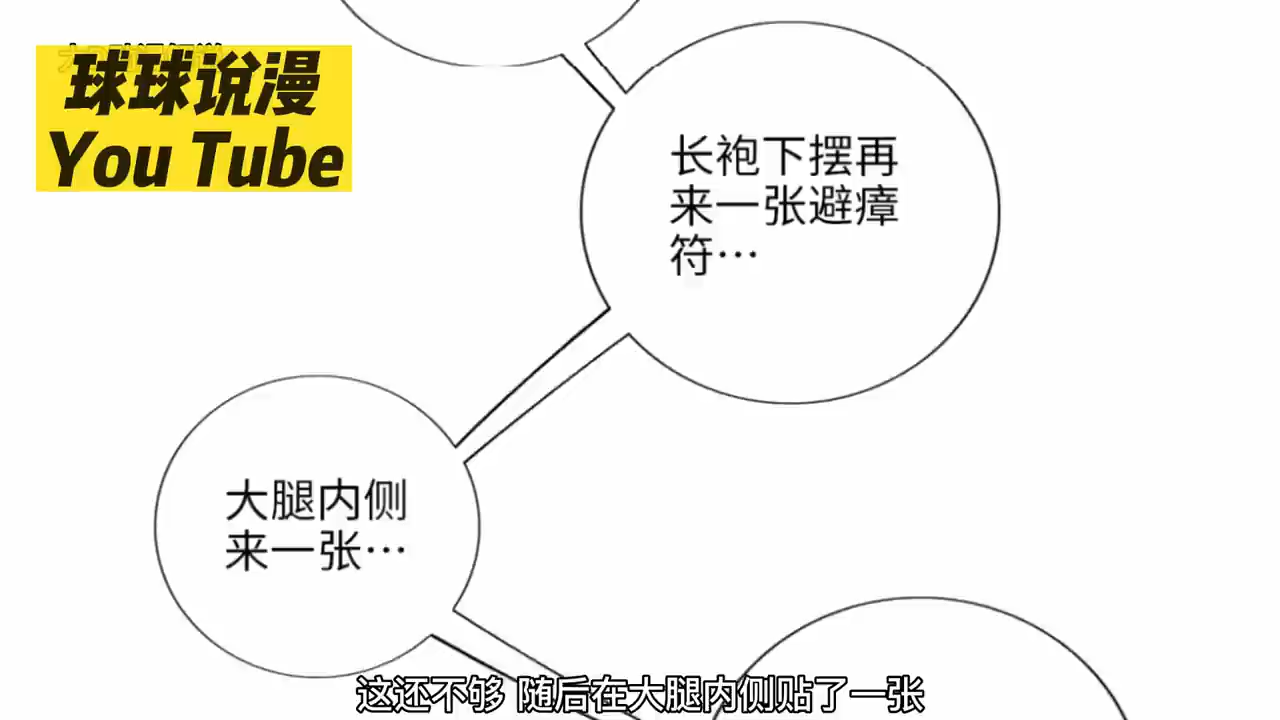 球球说漫
You Tube
长袍下摆再
来一张避瘴
符…
大腿内侧
来一张…
这还不够 随后在大腿内侧贴了一张